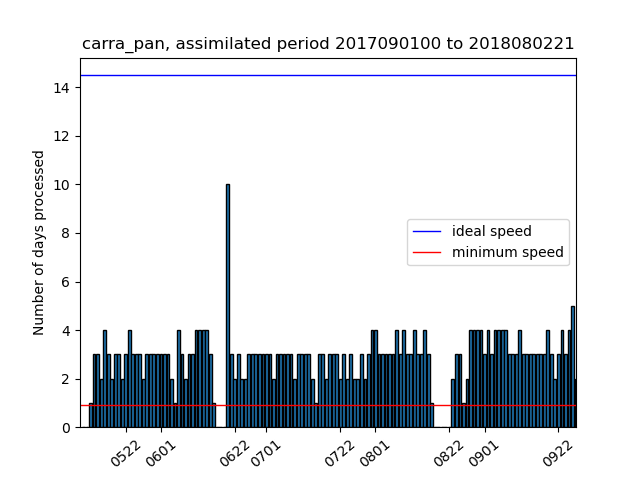 carra_pan, assimilated period 2017090100 to 2018080221
Number of days processed
14
12
10
8
6
4
2
0
ideal speed
minimum speed
0522 0601 0622 0701 0722 0801 0822 0901 0922